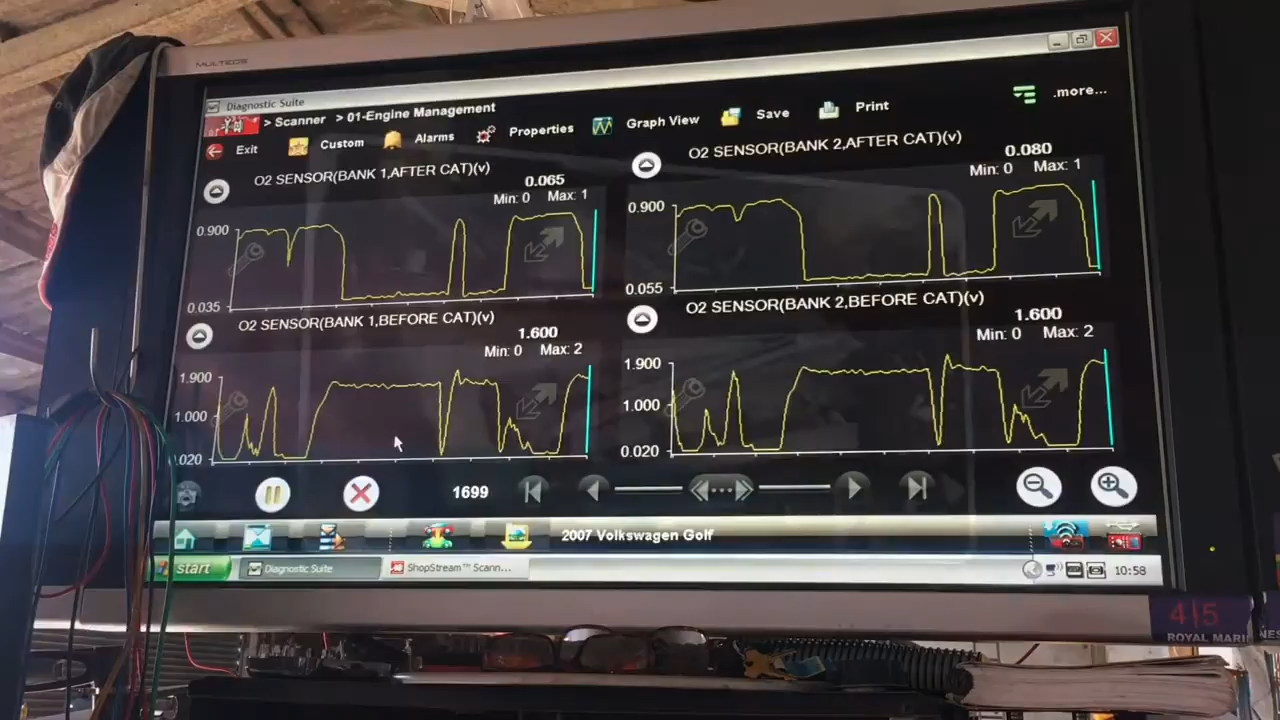 MULTEOS
Diagnostic Suite
> Scanner > 01-Engine Management
.more...
Exit Custom Alarms Properties Graph View Save Print
O2 SENSOR(BANK 1,AFTER CAT)(v)
0.065
Min: 0 Max: 1
0.900
0.035
O2 SENSOR(BANK 2,AFTER CAT)(v)
0.080
Min: 0 Max: 1
0.900
0.055
O2 SENSOR(BANK 1,BEFORE CAT)(v)
1.600
Min: 0 Max: 2
1.900
1.000
0.020
O2 SENSOR(BANK 2,BEFORE CAT)(v)
1.600
Min: 0 Max: 2
1.900
1.000
0.020
1699
2007 Volkswagen Golf
start Diagnostic Suite ShopStream™ Scann... 10:58
45
ROYAL MARINES